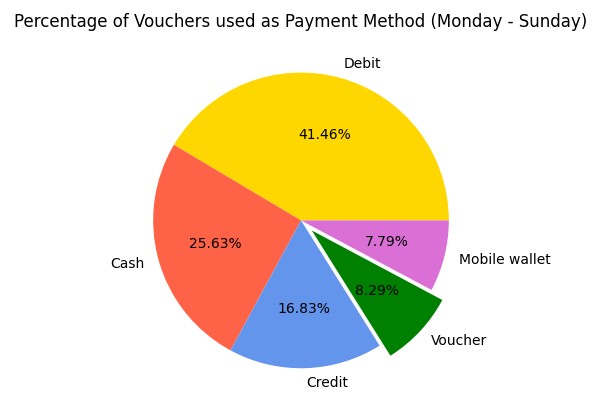 Percentage of Vouchers used as Payment Method (Monday - Sunday)
Debit
41.46%
25.63%
Cash
16.83%
Credit
8.29%
Voucher
7.79%
Mobile wallet